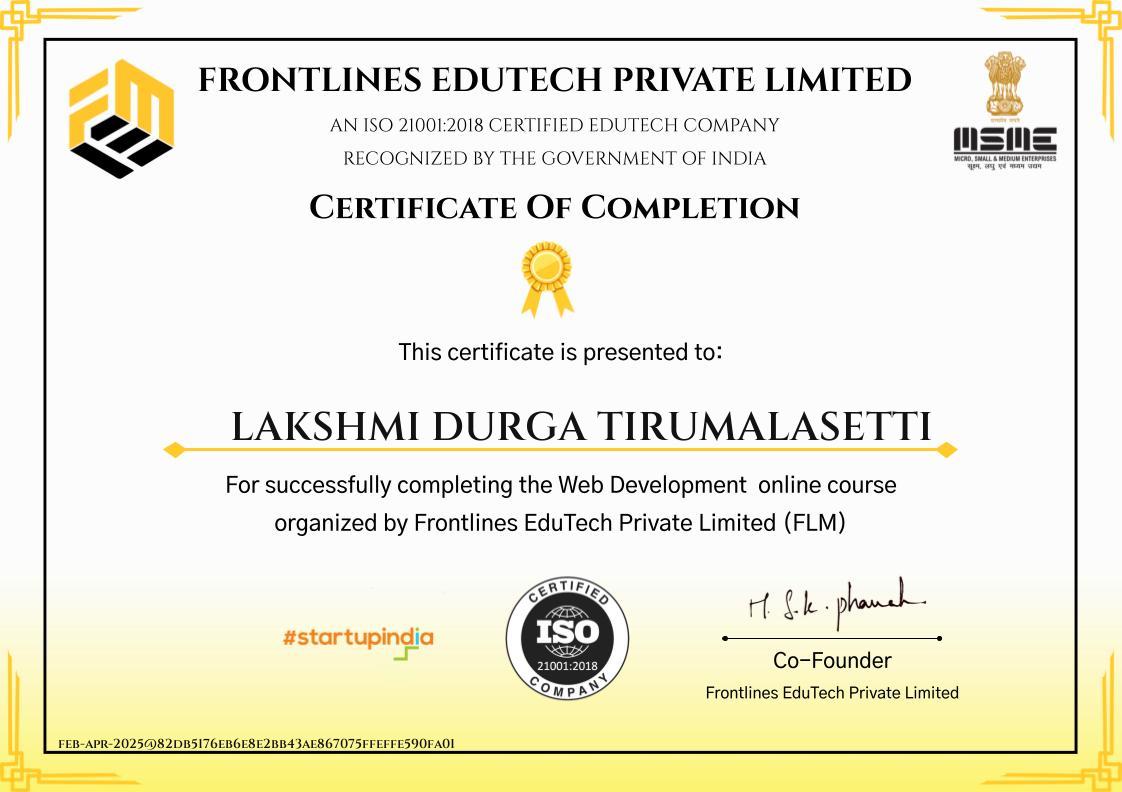 FRONTLINES EDUTECH PRIVATE LIMITED
AN ISO 21001:2018 CERTIFIED EDUTECH COMPANY
RECOGNIZED BY THE GOVERNMENT OF INDIA
सत्यमेव जयते
MSME
MICRO, SMALL & MEDIUM ENTERPRISES
सूक्ष्म, लघु एवं मध्यम उद्यम
CERTIFICATE OF COMPLETION
This certificate is presented to:
LAKSHMI DURGA TIRUMALASETTI
For successfully completing the Web Development online course
organized by Frontlines EduTech Private Limited (FLM)
#startupindia
CERTIFIED
ISO
21001:2018
COMPANY
Co-Founder
Frontlines EduTech Private Limited
FEB-APR-2025@82DB5176EB6E8E2BB43AE867075FFEFFE590FA01